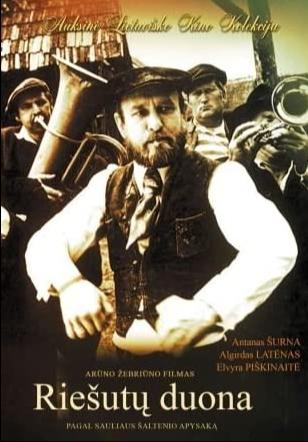 Auksinė Lietuviško Kino Kolekcija
Antanas ŠURNA
Algirdas LATĖNAS
Elvyra PIŠKINAITĖ
ARŪNO ŽEBRIŪNO FILMAS
Riešutų duona
PAGAL SAULIAUS ŠALTENIO APYSAKĄ